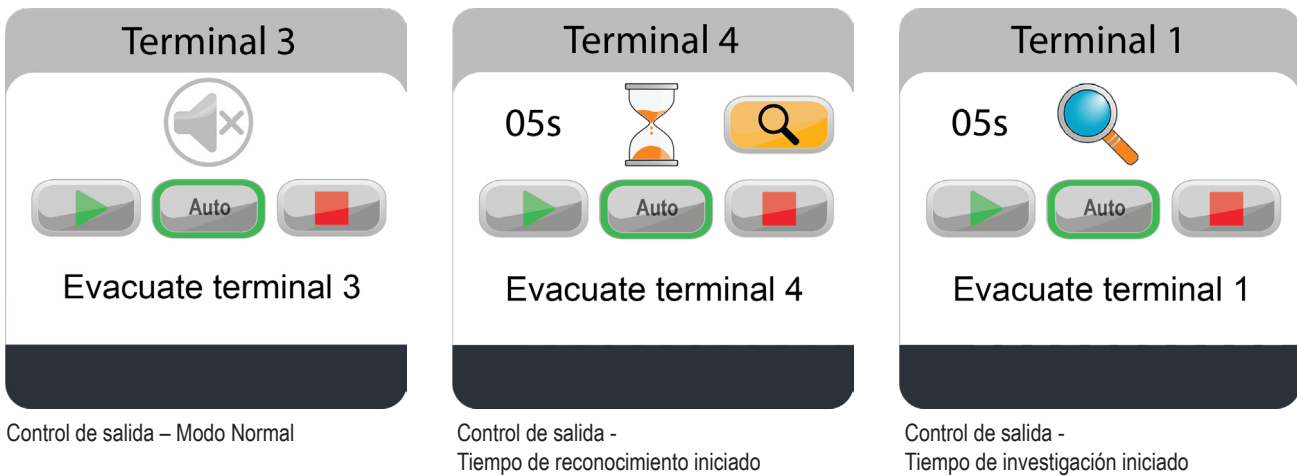 Terminal 3
Auto
Evacuate terminal 3
Control de salida – Modo Normal
Terminal 4
05s
Auto
Evacuate terminal 4
Control de salida -
Tiempo de reconocimiento iniciado
Terminal 1
05s
Auto
Evacuate terminal 1
Control de salida -
Tiempo de investigación iniciado